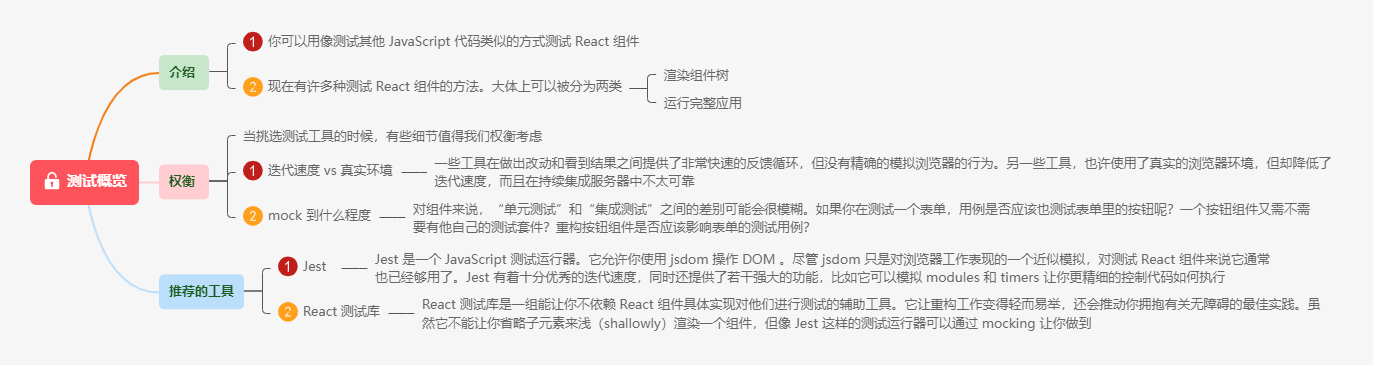 测试概览
介绍
1 你可以用像测试其他 JavaScript 代码类似的方式测试 React 组件
2 现在有许多种测试 React 组件的方法。大体上可以被分为两类
渲染组件树
运行完整应用
权衡
当挑选测试工具的时候，有些细节值得我们权衡考虑
1 迭代速度 vs 真实环境
一些工具在做出改动和看到结果之间提供了非常快速的反馈循环，但没有精确的模拟浏览器的行为。另一些工具，也许使用了真实的浏览器环境，但却降低了
迭代速度，而且在持续集成服务器中不太可靠
2 mock 到什么程度
对组件来说，“单元测试”和“集成测试”之间的差别可能会很模糊。如果你在测试一个表单，用例是否应该也测试表单里的按钮呢？一个按钮组件又需不需
要有他自己的测试套件？重构按钮组件是否应该影响表单的测试用例？
推荐的工具
1 Jest
Jest 是一个 JavaScript 测试运行器。它允许你使用 jsdom 操作 DOM 。尽管 jsdom 只是对浏览器工作表现的一个近似模拟，对测试 React 组件来说它通常
也已经够用了。Jest 有着十分优秀的迭代速度，同时还提供了若干强大的功能，比如它可以模拟 modules 和 timers 让你更精细的控制代码如何执行
2 React 测试库
React 测试库是一组能让你不依赖 React 组件具体实现对他们进行测试的辅助工具。它让重构工作变得轻而易举，还会推动你拥抱有关无障碍的最佳实践。虽
然它不能让你省略子元素来浅（shallowly）渲染一个组件，但像 Jest 这样的测试运行器可以通过 mocking 让你做到